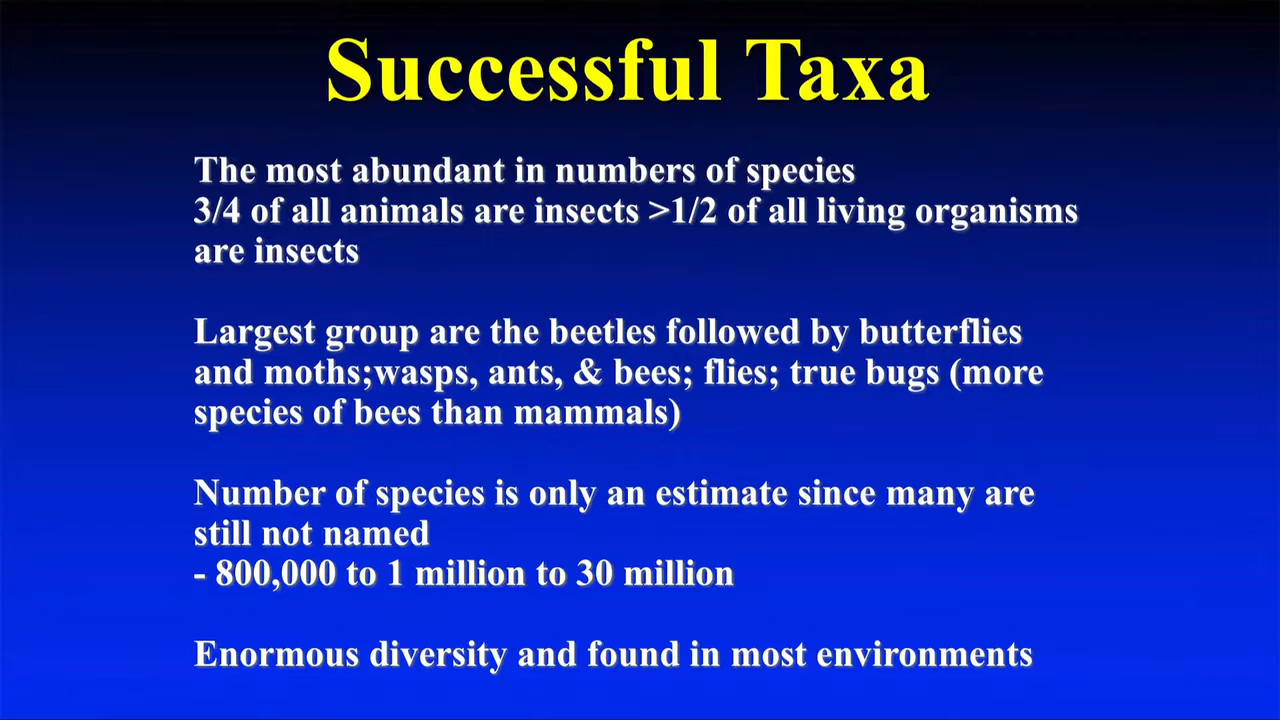 Successful Taxa
The most abundant in numbers of species
3/4 of all animals are insects >1/2 of all living organisms
are insects
Largest group are the beetles followed by butterflies
and moths;wasps, ants, & bees; flies; true bugs (more
species of bees than mammals)
Number of species is only an estimate since many are
still not named
- 800,000 to 1 million to 30 million
Enormous diversity and found in most environments